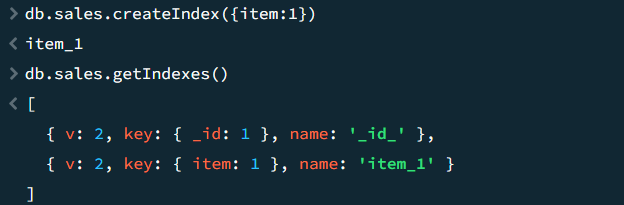 > db.sales.createIndex({item:1})
< item_1
> db.sales.getIndexes()
< [
{ v: 2, key: { _id: 1 }, name: '_id_' },
{ v: 2, key: { item: 1 }, name: 'item_1' }
]